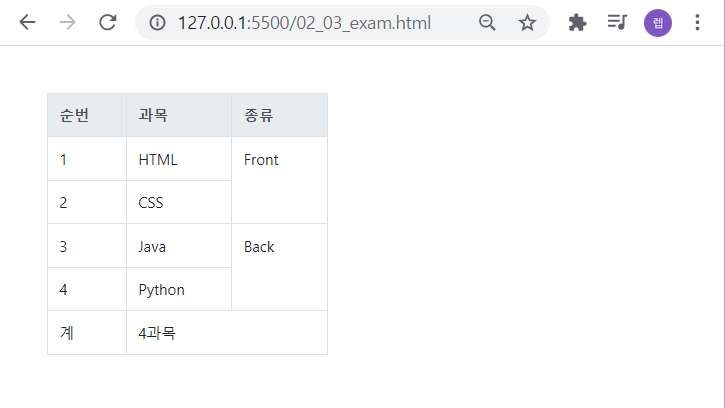 127.0.0.1:5500/02_03_exam.html
렙
순번 과목 종류
1 HTML Front
2 CSS
3 Java Back
4 Python
계 4과목